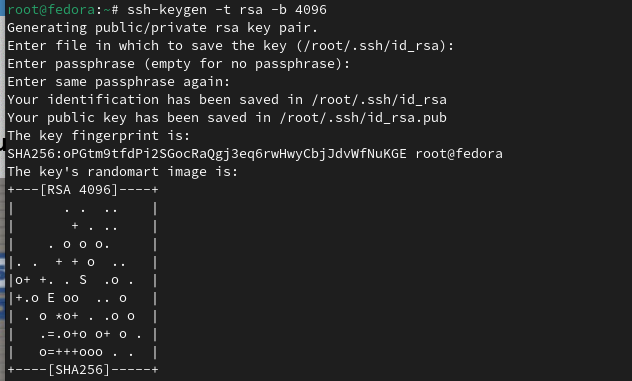 root@fedora:~# ssh-keygen -t rsa -b 4096
Generating public/private rsa key pair.
Enter file in which to save the key (/root/.ssh/id_rsa):
Enter passphrase (empty for no passphrase):
Enter same passphrase again:
Your identification has been saved in /root/.ssh/id_rsa
Your public key has been saved in /root/.ssh/id_rsa.pub
The key fingerprint is:
SHA256:oPGtm9tfdPi2SGocRaQgj3eq6rwHwyCbjJdvWfNuKGE root@fedora
The key's randomart image is:
+---[RSA 4096]----+
|      . .  ..    |
|       + . ..    |
|    . o o o.     |
|. .  + + o  ..   |
|o+ +. . S  .o .  |
|+.o E oo  .. o   |
| . o *o+ . .o o  |
|   .=.o+o o+ o . |
|   o=+++ooo . .  |
+----[SHA256]-----+